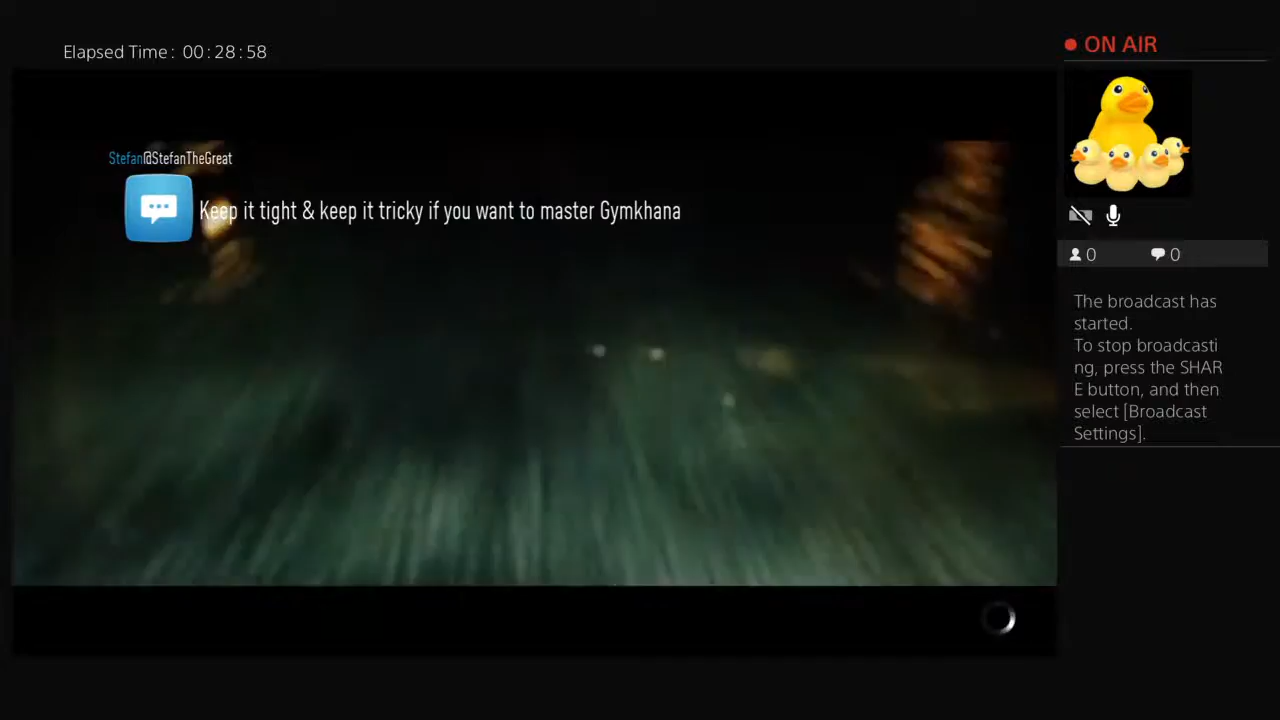 Elapsed Time: 00:28:58
ON AIR
Stefan@StefanTheGreat
Keep it tight & keep it tricky if you want to master Gymkhana
0 0
The broadcast has
started.
To stop broadcasti
ng, press the SHAR
E button, and then
select [Broadcast
Settings].